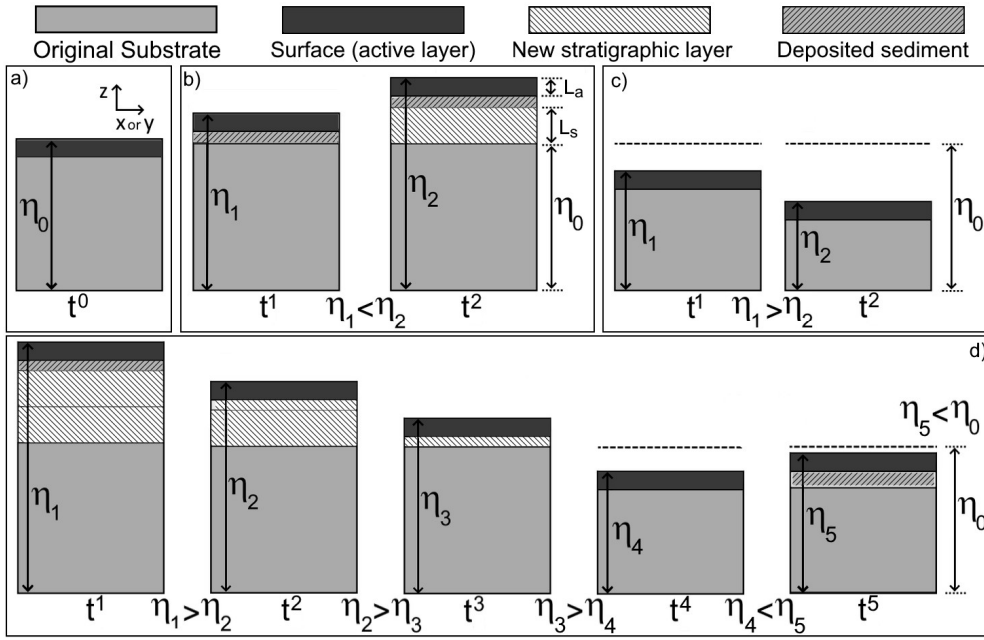 Original Substrate
Surface (active layer)
New stratigraphic layer
Deposited sediment
a)
z
x or y
η₀
t⁰
b)
η₁
η₂
Lₐ
Lₛ
η₀
t¹
η₁<η₂
t²
c)
η₁
η₂
η₀
t¹
η₁>η₂
t²
d)
η₁
η₂
η₃
η₄
η₅
η₅<η₀
η₀
t¹
η₁>η₂
t²
η₂>η₃
t³
η₃>η₄
t⁴
η₄<η₅
t⁵